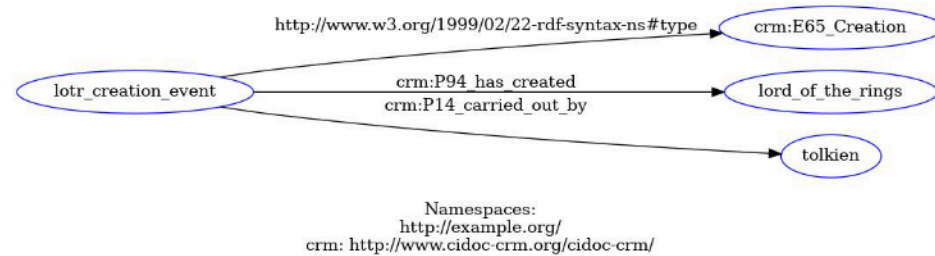 http://www.w3.org/1999/02/22-rdf-syntax-ns#type
crm:E65_Creation
lotr_creation_event
crm:P94_has_created
lord_of_the_rings
crm:P14_carried_out_by
tolkien
Namespaces:
http://example.org/
crm: http://www.cidoc-crm.org/cidoc-crm/